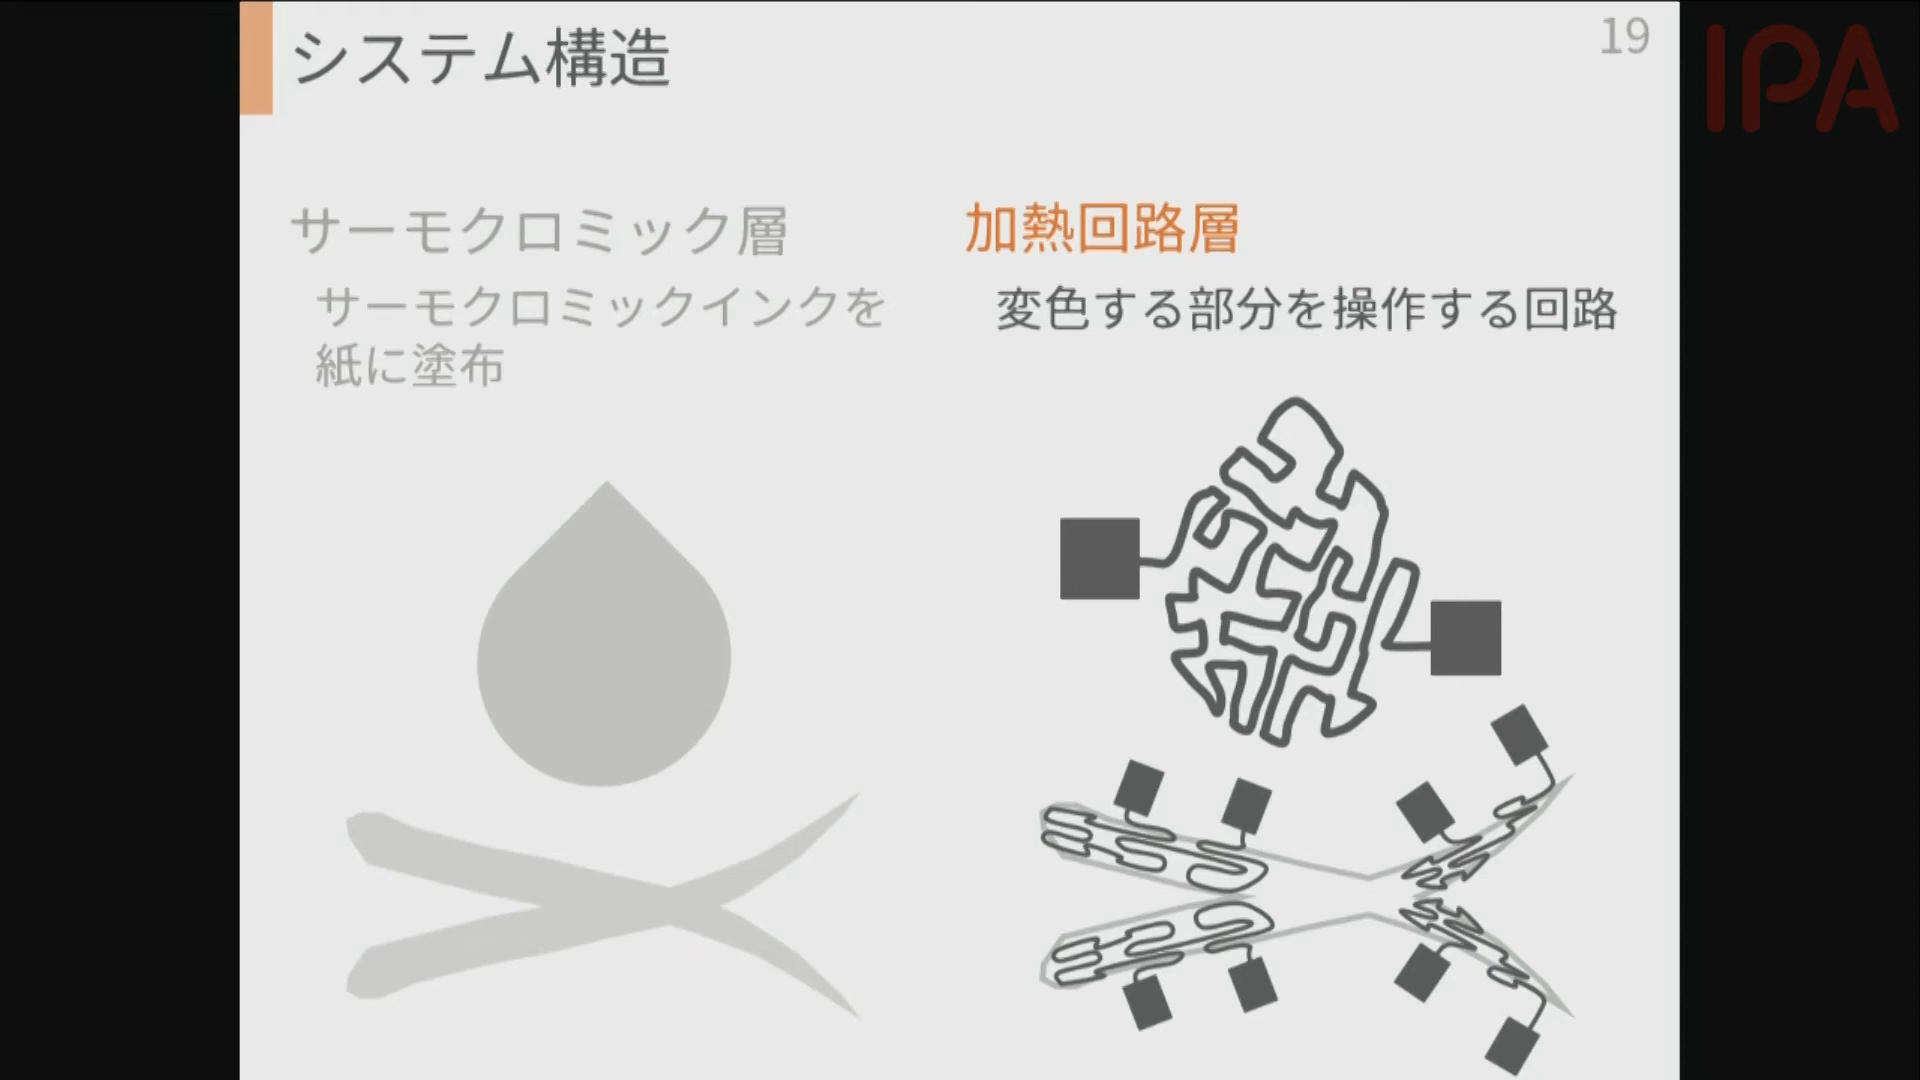 システム構造
19
IPA
サーモクロミック層
サーモクロミックインクを
紙に塗布
加熱回路層
変色する部分を操作する回路